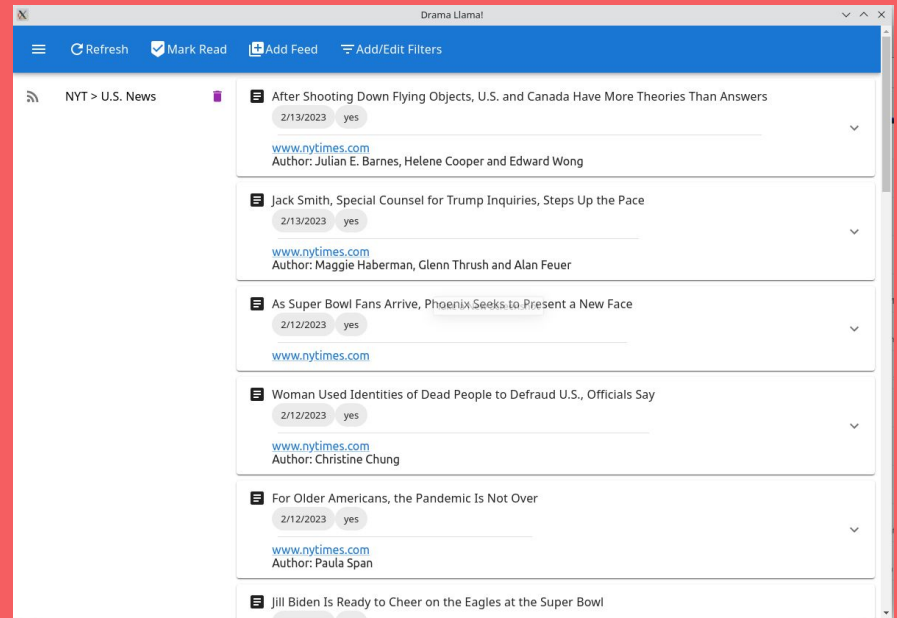 Drama Llama!
Refresh Mark Read Add Feed Add/Edit Filters
NYT > U.S. News
After Shooting Down Flying Objects, U.S. and Canada Have More Theories Than Answers
2/13/2023 yes
www.nytimes.com
Author: Julian E. Barnes, Helene Cooper and Edward Wong
Jack Smith, Special Counsel for Trump Inquiries, Steps Up the Pace
2/13/2023 yes
www.nytimes.com
Author: Maggie Haberman, Glenn Thrush and Alan Feuer
As Super Bowl Fans Arrive, Phoenix Seeks to Present a New Face
2/12/2023 yes
www.nytimes.com
Woman Used Identities of Dead People to Defraud U.S., Officials Say
2/12/2023 yes
www.nytimes.com
Author: Christine Chung
For Older Americans, the Pandemic Is Not Over
2/12/2023 yes
www.nytimes.com
Author: Paula Span
Jill Biden Is Ready to Cheer on the Eagles at the Super Bowl